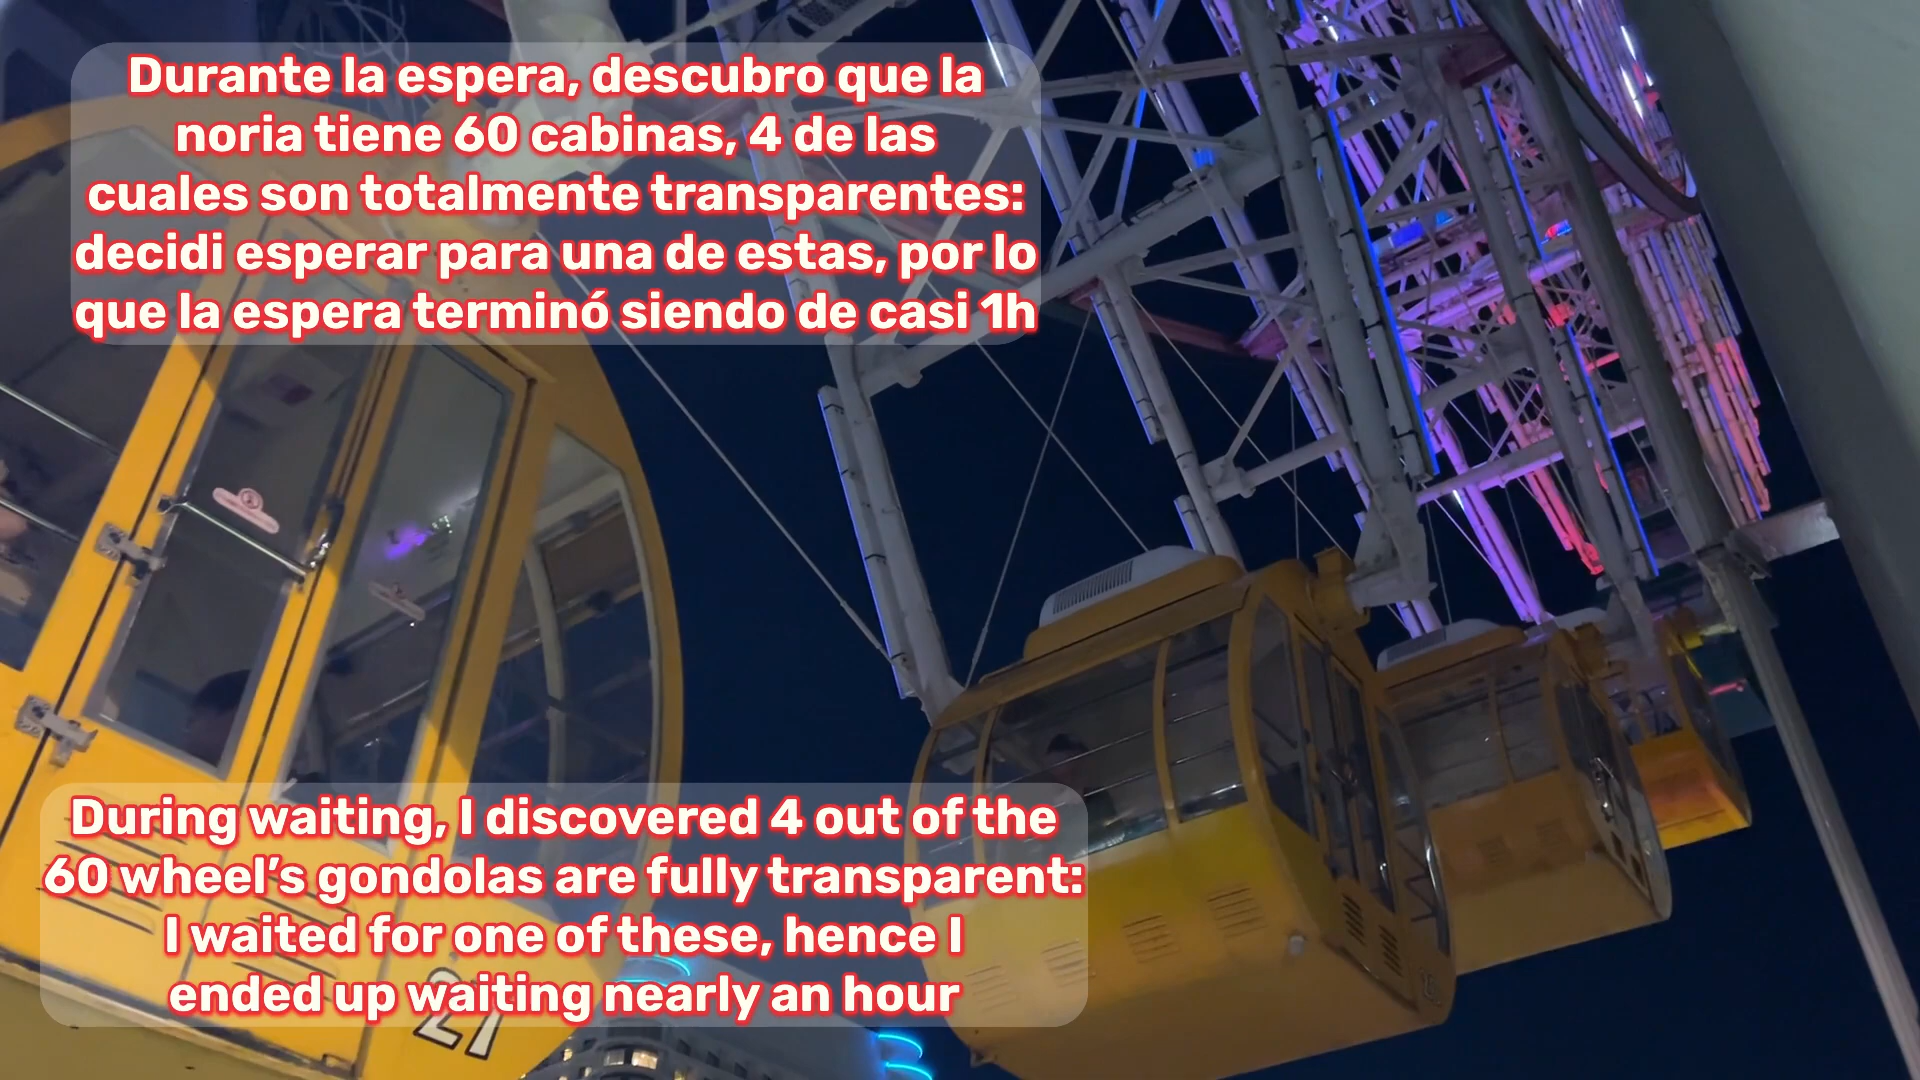 Durante la espera, descubro que la
noria tiene 60 cabinas, 4 de las
cuales son totalmente transparentes:
decidi esperar para una de estas, por lo
que la espera terminó siendo de casi 1h
During waiting, I discovered 4 out of the
60 wheel's gondolas are fully transparent:
I waited for one of these, hence I
ended up waiting nearly an hour
27